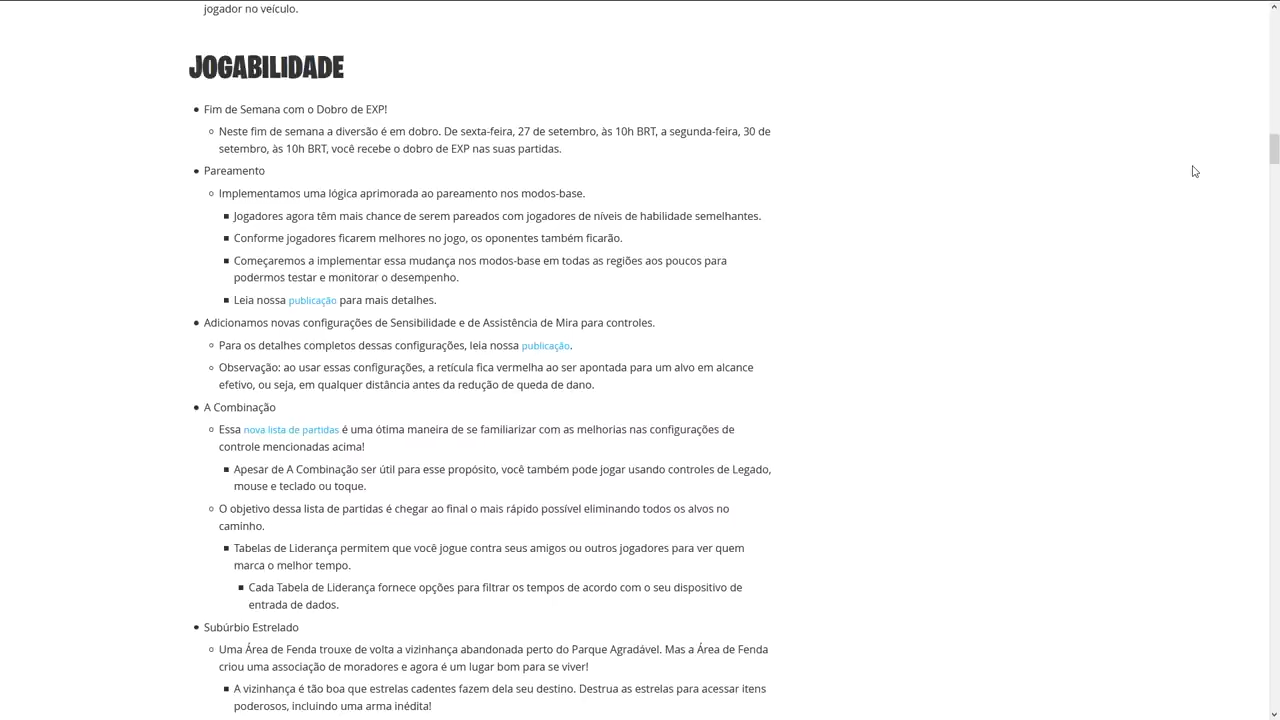 jogador no veículo.
JOGABILIDADE
• Fim de Semana com o Dobro de EXP!
○ Neste fim de semana a diversão é em dobro. De sexta-feira, 27 de setembro, às 10h BRT, a segunda-feira, 30 de
setembro, às 10h BRT, você recebe o dobro de EXP nas suas partidas.
• Pareamento
○ Implementamos uma lógica aprimorada ao pareamento nos modos-base.
▪ Jogadores agora têm mais chance de serem pareados com jogadores de níveis de habilidade semelhantes.
▪ Conforme jogadores ficarem melhores no jogo, os oponentes também ficarão.
▪ Começaremos a implementar essa mudança nos modos-base em todas as regiões aos poucos para
podermos testar e monitorar o desempenho.
▪ Leia nossa publicação para mais detalhes.
• Adicionamos novas configurações de Sensibilidade e de Assistência de Mira para controles.
○ Para os detalhes completos dessas configurações, leia nossa publicação.
○ Observação: ao usar essas configurações, a retícula fica vermelha ao ser apontada para um alvo em alcance
efetivo, ou seja, em qualquer distância antes da redução de queda de dano.
• A Combinação
○ Essa nova lista de partidas é uma ótima maneira de se familiarizar com as melhorias nas configurações de
controle mencionadas acima!
▪ Apesar de A Combinação ser útil para esse propósito, você também pode jogar usando controles de Legado,
mouse e teclado ou toque.
○ O objetivo dessa lista de partidas é chegar ao final o mais rápido possível eliminando todos os alvos no
caminho.
▪ Tabelas de Liderança permitem que você jogue contra seus amigos ou outros jogadores para ver quem
marca o melhor tempo.
▪ Cada Tabela de Liderança fornece opções para filtrar os tempos de acordo com o seu dispositivo de
entrada de dados.
• Subúrbio Estrelado
○ Uma Área de Fenda trouxe de volta a vizinhança abandonada perto do Parque Agradável. Mas a Área de Fenda
criou uma associação de moradores e agora é um lugar bom para se viver!
▪ A vizinhança é tão boa que estrelas cadentes fazem dela seu destino. Destrua as estrelas para acessar itens
poderosos, incluindo uma arma inédita!